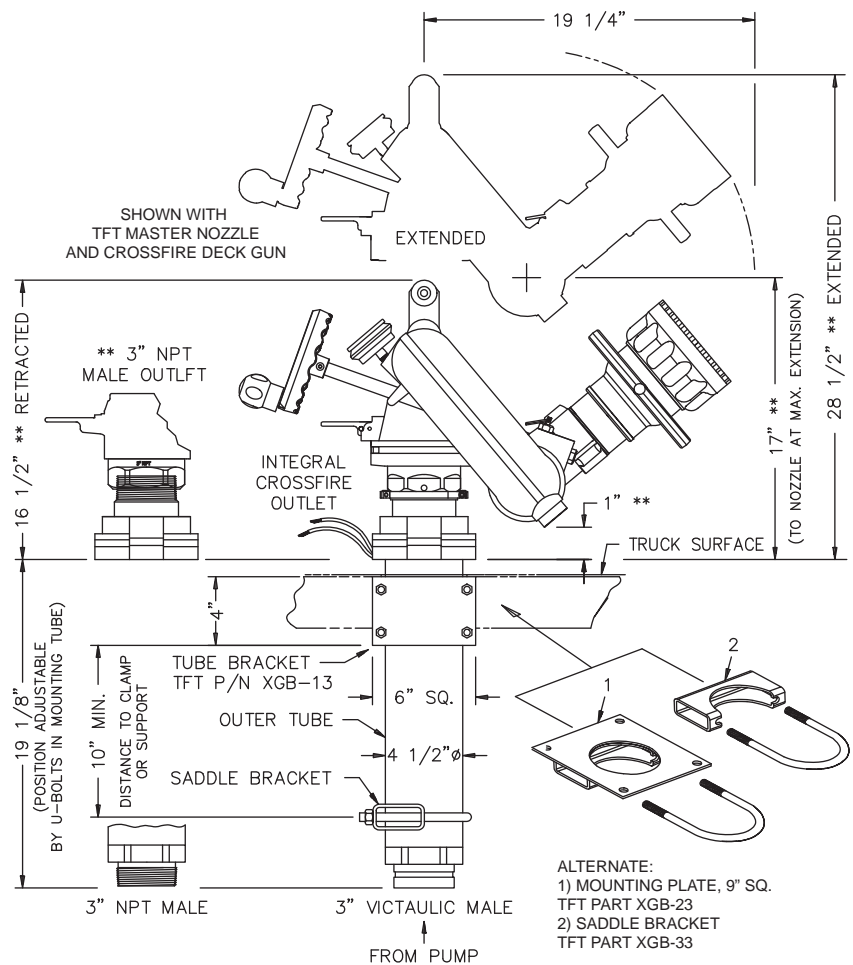 19 1/4"
SHOWN WITH
TFT MASTER NOZZLE
AND CROSSFIRE DECK GUN
EXTENDED
28 1/2" ** EXTENDED
16 1/2" ** RETRACTED
** 3" NPT
MALE OUTLFT
3" NPT
17" **
(TO NOZZLE AT MAX. EXTENSION)
INTEGRAL
CROSSFIRE
OUTLET
1" **
TRUCK SURFACE
4"
TUBE BRACKET
TFT P/N XGB-13
6" SQ.
2
1
19 1/8"
(POSITION ADJUSTABLE
BY U-BOLTS IN MOUNTING TUBE)
10" MIN.
DISTANCE TO CLAMP
OR SUPPORT
OUTER TUBE
4 1/2"ø
SADDLE BRACKET
3" NPT MALE
3" VICTAULIC MALE
FROM PUMP
ALTERNATE:
1) MOUNTING PLATE, 9" SQ.
TFT PART XGB-23
2) SADDLE BRACKET
TFT PART XGB-33